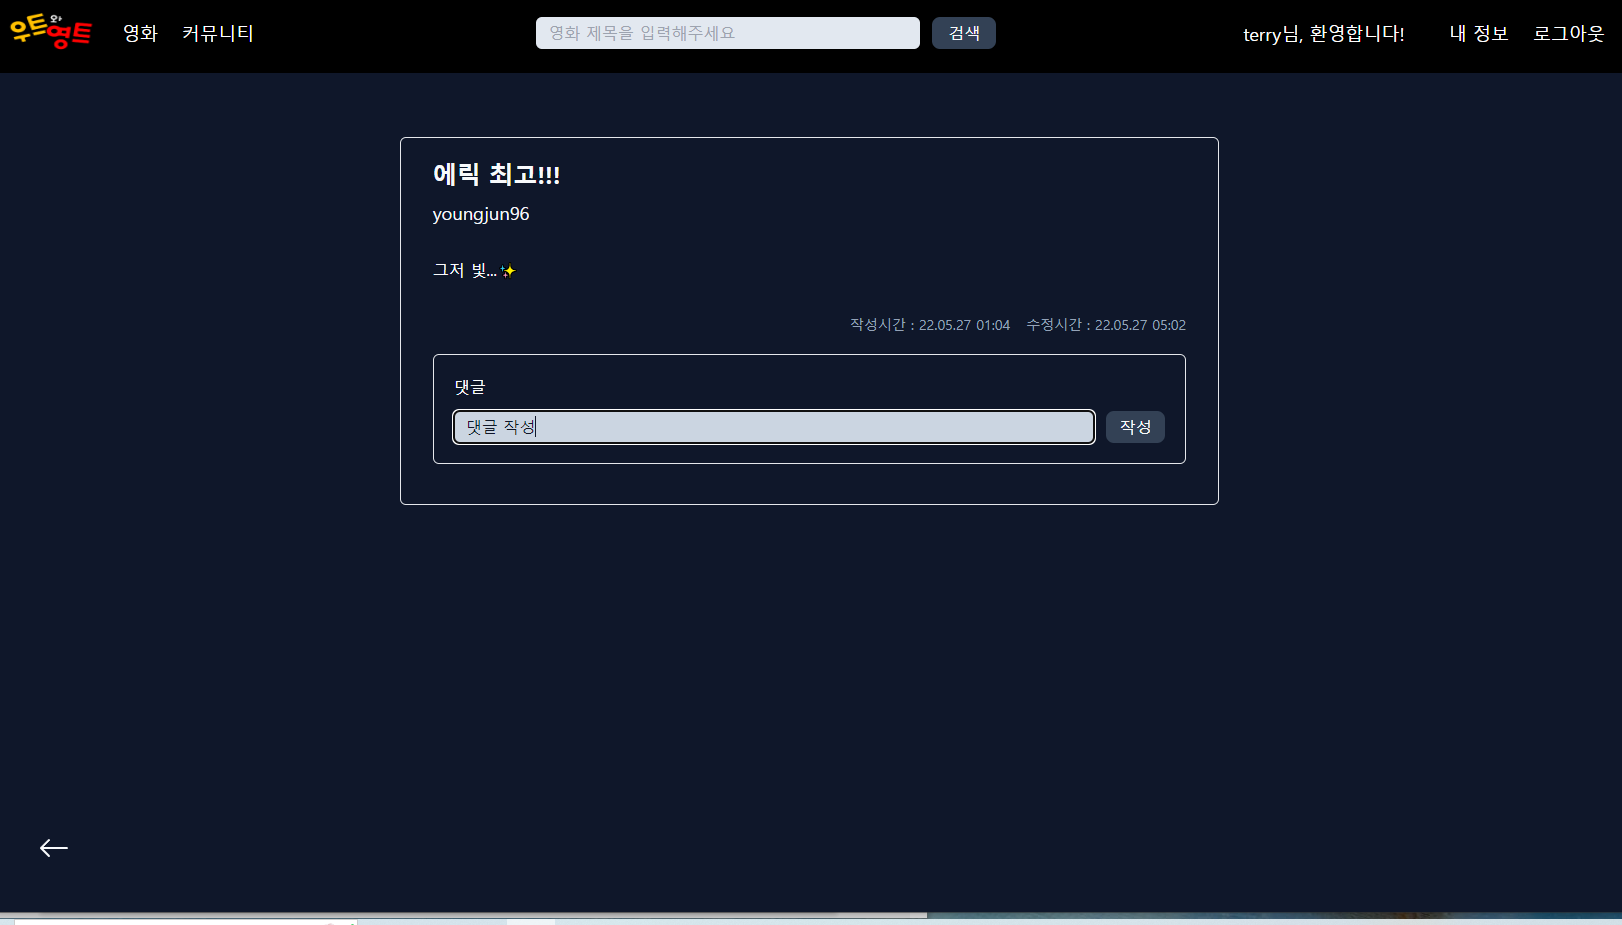 우트와영트
영화 커뮤니티
영화 제목을 입력해주세요 검색
terry님, 환영합니다! 내 정보 로그아웃
에릭 최고!!!
youngjun96
그저 빛...✨
작성시간 : 22.05.27 01:04 수정시간 : 22.05.27 05:02
댓글
댓글 작성 작성